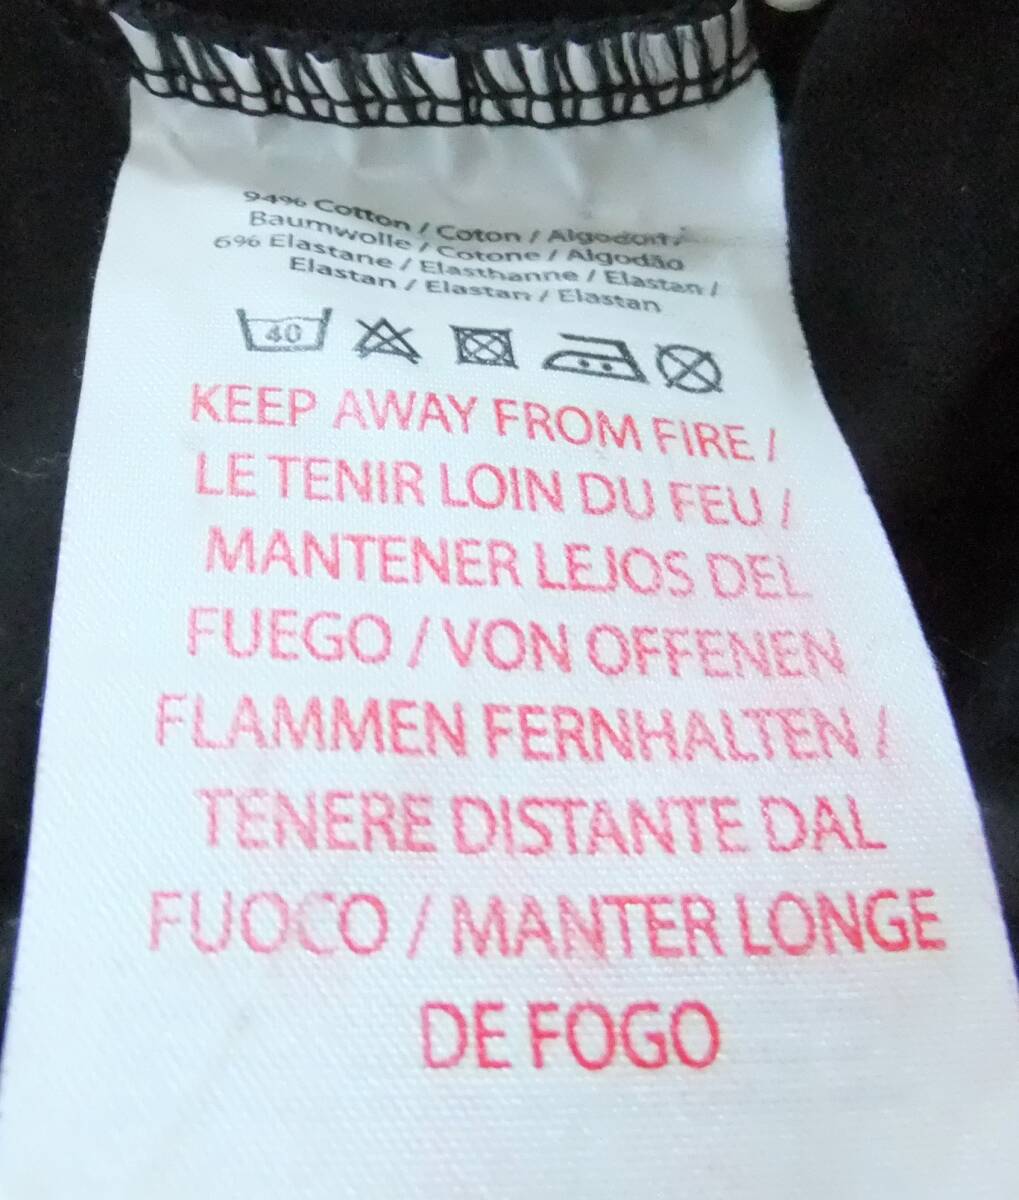 94% Cotton / Coton / Algodón /
Baumwolle / Cotone / Algodão
6% Elastane / Elasthanne / Elastan /
Elastan / Elastan / Elastan
40
KEEP AWAY FROM FIRE /
LE TENIR LOIN DU FEU /
MANTENER LEJOS DEL
FUEGO / VON OFFENEN
FLAMMEN FERNHALTEN /
TENERE DISTANTE DAL
FUOCO / MANTER LONGE
DE FOGO